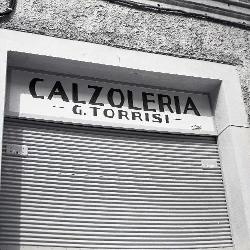 CALZOLERIA
-- G. TORRISI --